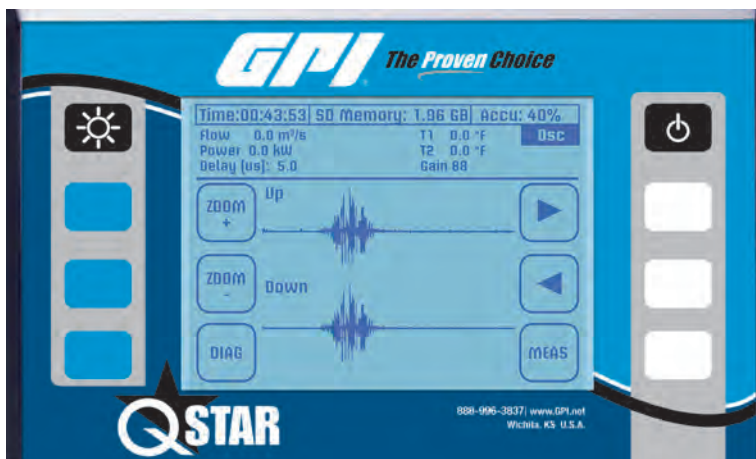 GPI The Proven Choice
Time:00:43:53 SD Memory: 1.96 GB Accu: 40%
Flow 0.0 m³/s T1 0.0 °F Osc
Power 0.0 kW T2 0.0 °F
Delay [us]: 5.0 Gain 88
ZOOM + Up
ZOOM - Down
DIAG MEAS
QSTAR
888-996-3837| www.GPI.net
Wichita, KS U.S.A.